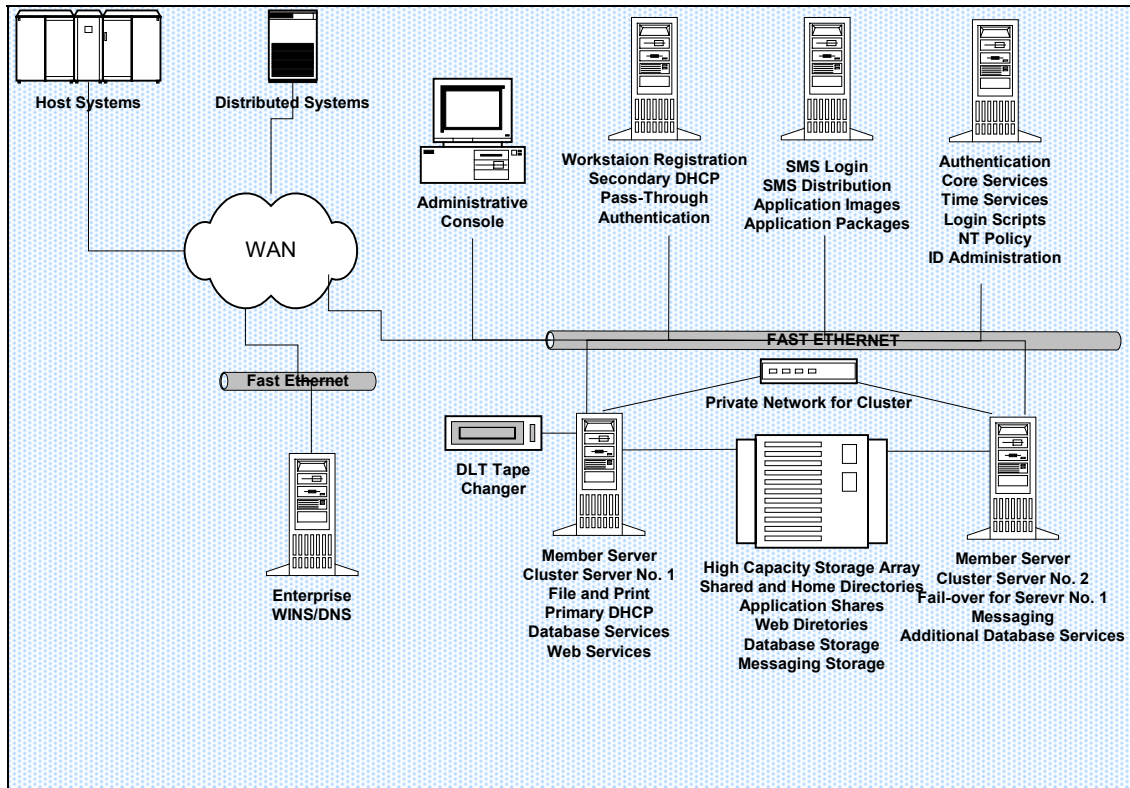 Host Systems
Distributed Systems
Administrative
Console
Workstaion Registration
Secondary DHCP
Pass-Through
Authentication
SMS Login
SMS Distribution
Application Images
Application Packages
Authentication
Core Services
Time Services
Login Scripts
NT Policy
ID Administration
WAN
FAST ETHERNET
Fast Ethernet
Private Network for Cluster
DLT Tape
Changer
Enterprise
WINS/DNS
Member Server
Cluster Server No. 1
File and Print
Primary DHCP
Database Services
Web Services
High Capacity Storage Array
Shared and Home Directories
Application Shares
Web Diretories
Database Storage
Messaging Storage
Member Server
Cluster Server No. 2
Fail-over for Serevr No. 1
Messaging
Additional Database Services